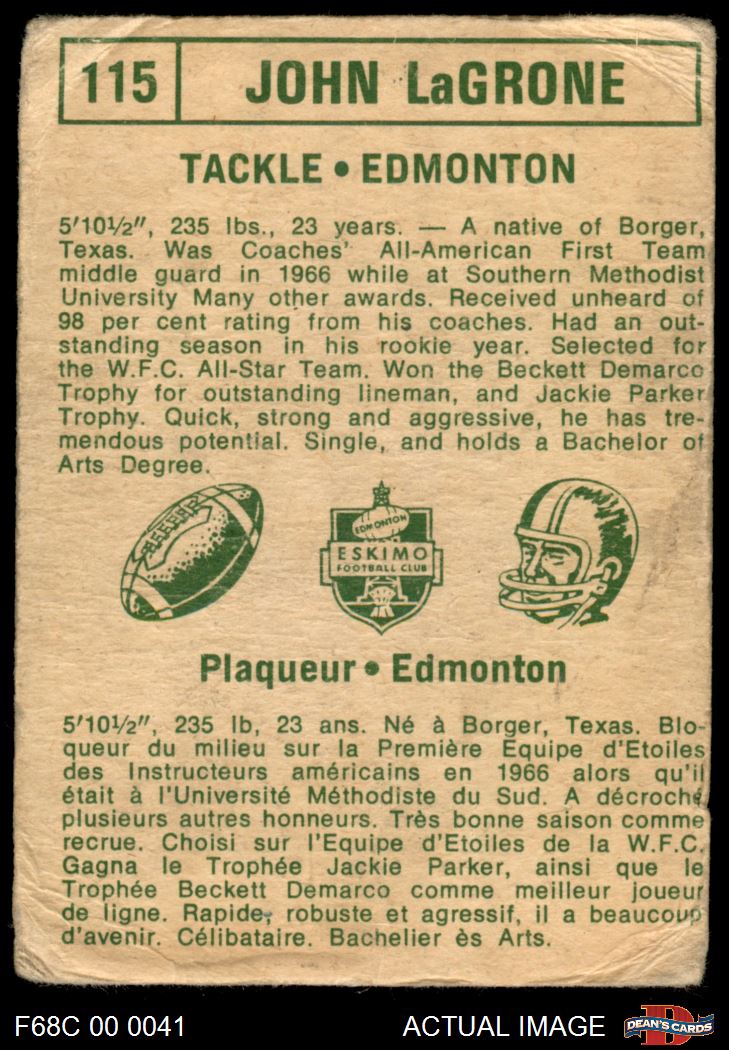 115 JOHN LaGRONE
TACKLE • EDMONTON
5'10½", 235 lbs., 23 years. — A native of Borger,
Texas. Was Coaches' All-American First Team
middle guard in 1966 while at Southern Methodist
University Many other awards. Received unheard of
98 per cent rating from his coaches. Had an out-
standing season in his rookie year. Selected for
the W.F.C. All-Star Team. Won the Beckett Demarco
Trophy for outstanding lineman, and Jackie Parker
Trophy. Quick, strong and aggressive, he has tre-
mendous potential. Single, and holds a Bachelor of
Arts Degree.
EDMONTON
ESKIMO
FOOTBALL CLUB
Plaqueur • Edmonton
5'10½", 235 lb, 23 ans. Né à Borger, Texas. Blo-
queur du milieu sur la Première Equipe d'Etoiles
des Instructeurs américains en 1966 alors qu'il
était à l'Université Méthodiste du Sud. A décroché
plusieurs autres honneurs. Très bonne saison comme
recrue. Choisi sur l'Equipe d'Etoiles de la W.F.C.
Gagna le Trophée Jackie Parker, ainsi que le
Trophée Beckett Demarco comme meilleur joueur
de ligne. Rapide, robuste et agressif, il a beaucoup
d'avenir. Célibataire. Bachelier ès Arts.
F68C 00 0041 ACTUAL IMAGE D DEAN'S CARDS